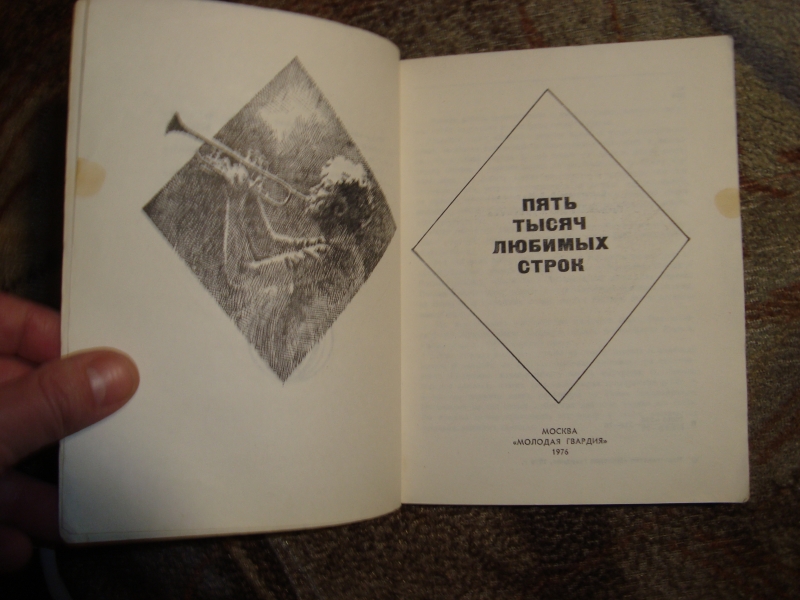 ПЯТЬ
ТЫСЯЧ
ЛЮБИМЫХ
СТРОК
МОСКВА
«МОЛОДАЯ ГВАРДИЯ»
1976